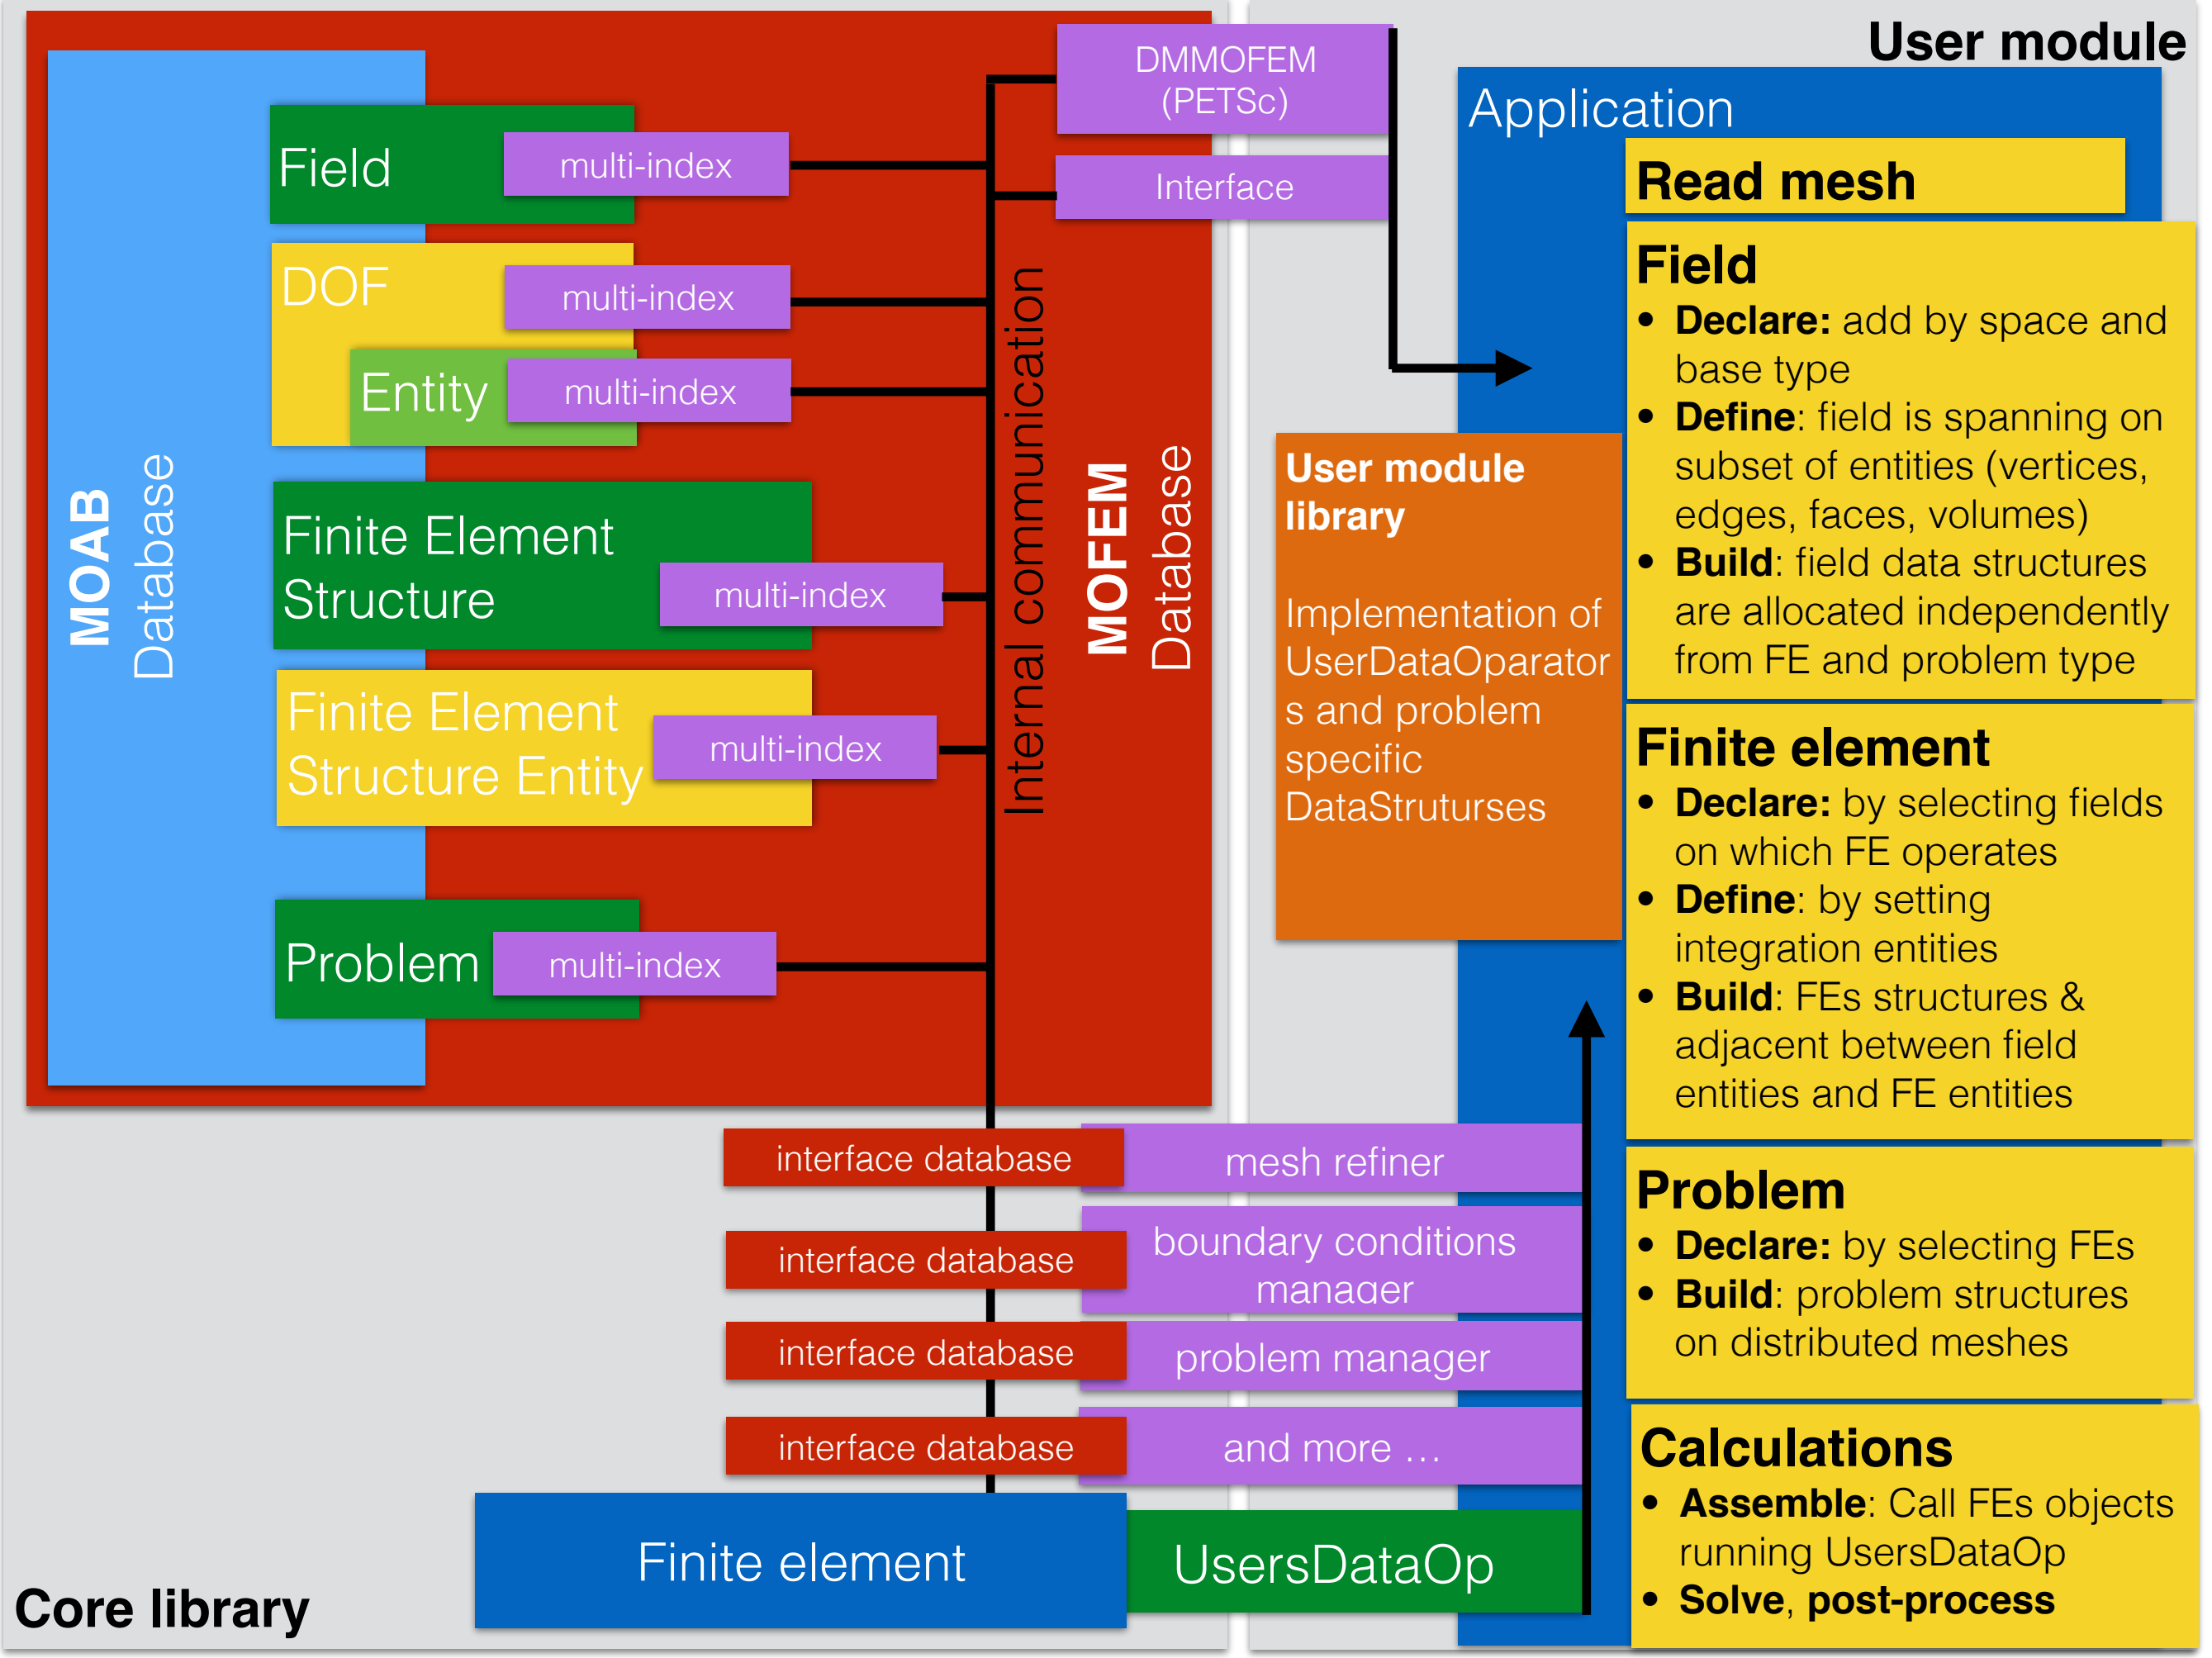 User module
DMMOFEM
(PETSc)
Application
Field
multi-index
Interface
Read mesh
DOF
multi-index
Entity
multi-index
Finite Element
Structure
multi-index
Finite Element
Structure Entity
multi-index
Problem
multi-index
MOAB
Database
Internal communication
MOFEM
Database
User module
library
Implementation of
UserDataOparator
s and problem
specific
DataStruturses
Field
• Declare: add by space and
base type
• Define: field is spanning on
subset of entities (vertices,
edges, faces, volumes)
• Build: field data structures
are allocated independently
from FE and problem type
Finite element
• Declare: by selecting fields
on which FE operates
• Define: by setting
integration entities
• Build: FEs structures &
adjacent between field
entities and FE entities
Problem
• Declare: by selecting FEs
• Build: problem structures
on distributed meshes
Calculations
• Assemble: Call FEs objects
running UsersDataOp
• Solve, post-process
interface database
mesh refiner
interface database
boundary conditions
manager
interface database
problem manager
interface database
and more …
Finite element
UsersDataOp
Core library